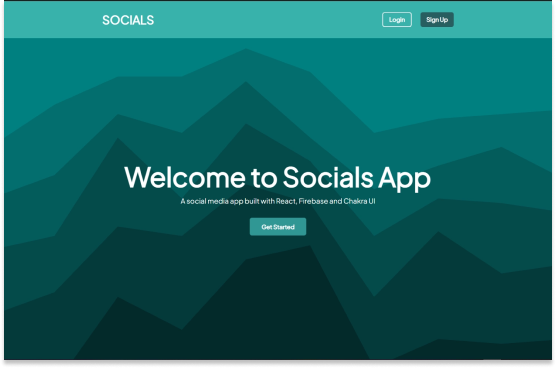 SOCIALS
Login
Sign Up
Welcome to Socials App
A social media app built with React, Firebase and Chakra UI
Get Started